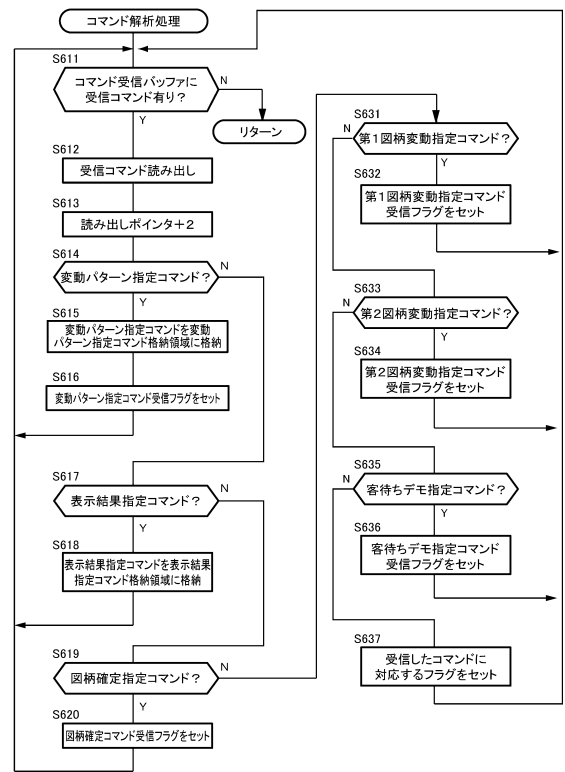 コマンド解析処理
S611
コマンド受信バッファに
受信コマンド有り？
N
Y
リターン
S612
受信コマンド読み出し
S613
読み出しポインタ＋２
S614
変動パターン指定コマンド？
N
Y
S615
変動パターン指定コマンドを変動
パターン指定コマンド格納領域に格納
S616
変動パターン指定コマンド受信フラグをセット
S617
表示結果指定コマンド？
N
Y
S618
表示結果指定コマンドを表示結果
指定コマンド格納領域に格納
S619
図柄確定指定コマンド？
N
Y
S620
図柄確定コマンド受信フラグをセット
S631
N
第１図柄変動指定コマンド？
Y
S632
第１図柄変動指定コマンド
受信フラグをセット
S633
N
第２図柄変動指定コマンド？
Y
S634
第２図柄変動指定コマンド
受信フラグをセット
S635
N
客待ちデモ指定コマンド？
Y
S636
客待ちデモ指定コマンド
受信フラグをセット
S637
受信したコマンドに
対応するフラグをセット